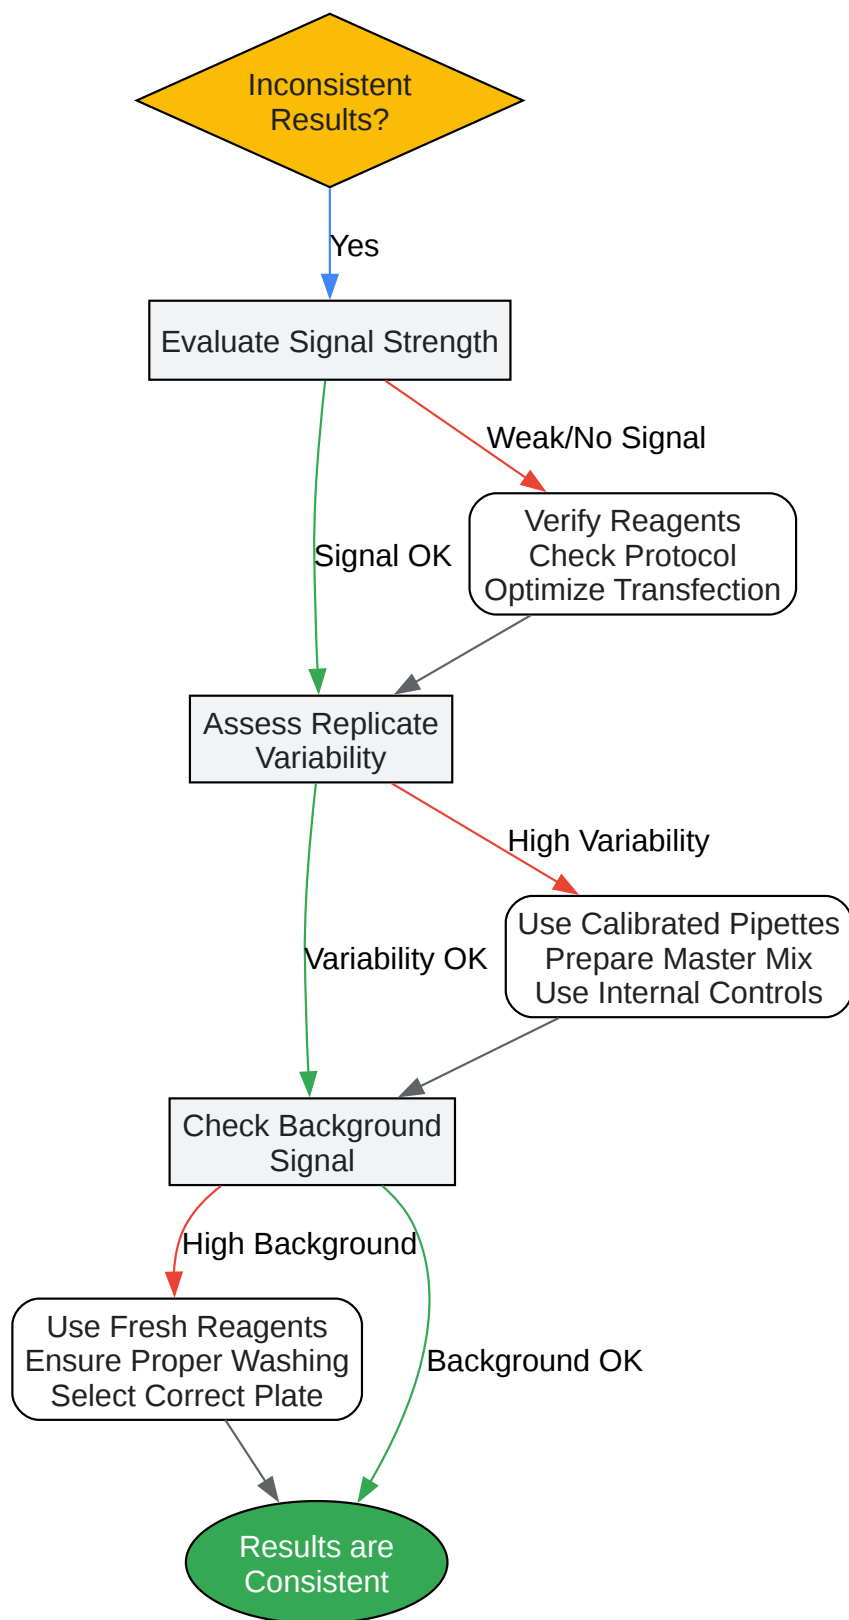 Inconsistent
Results?
Yes
Evaluate Signal Strength
Weak/No Signal
Verify Reagents
Check Protocol
Optimize Transfection
Signal OK
Assess Replicate
Variability
High Variability
Use Calibrated Pipettes
Prepare Master Mix
Use Internal Controls
Variability OK
Check Background
Signal
High Background
Use Fresh Reagents
Ensure Proper Washing
Select Correct Plate
Background OK
Results are
Consistent